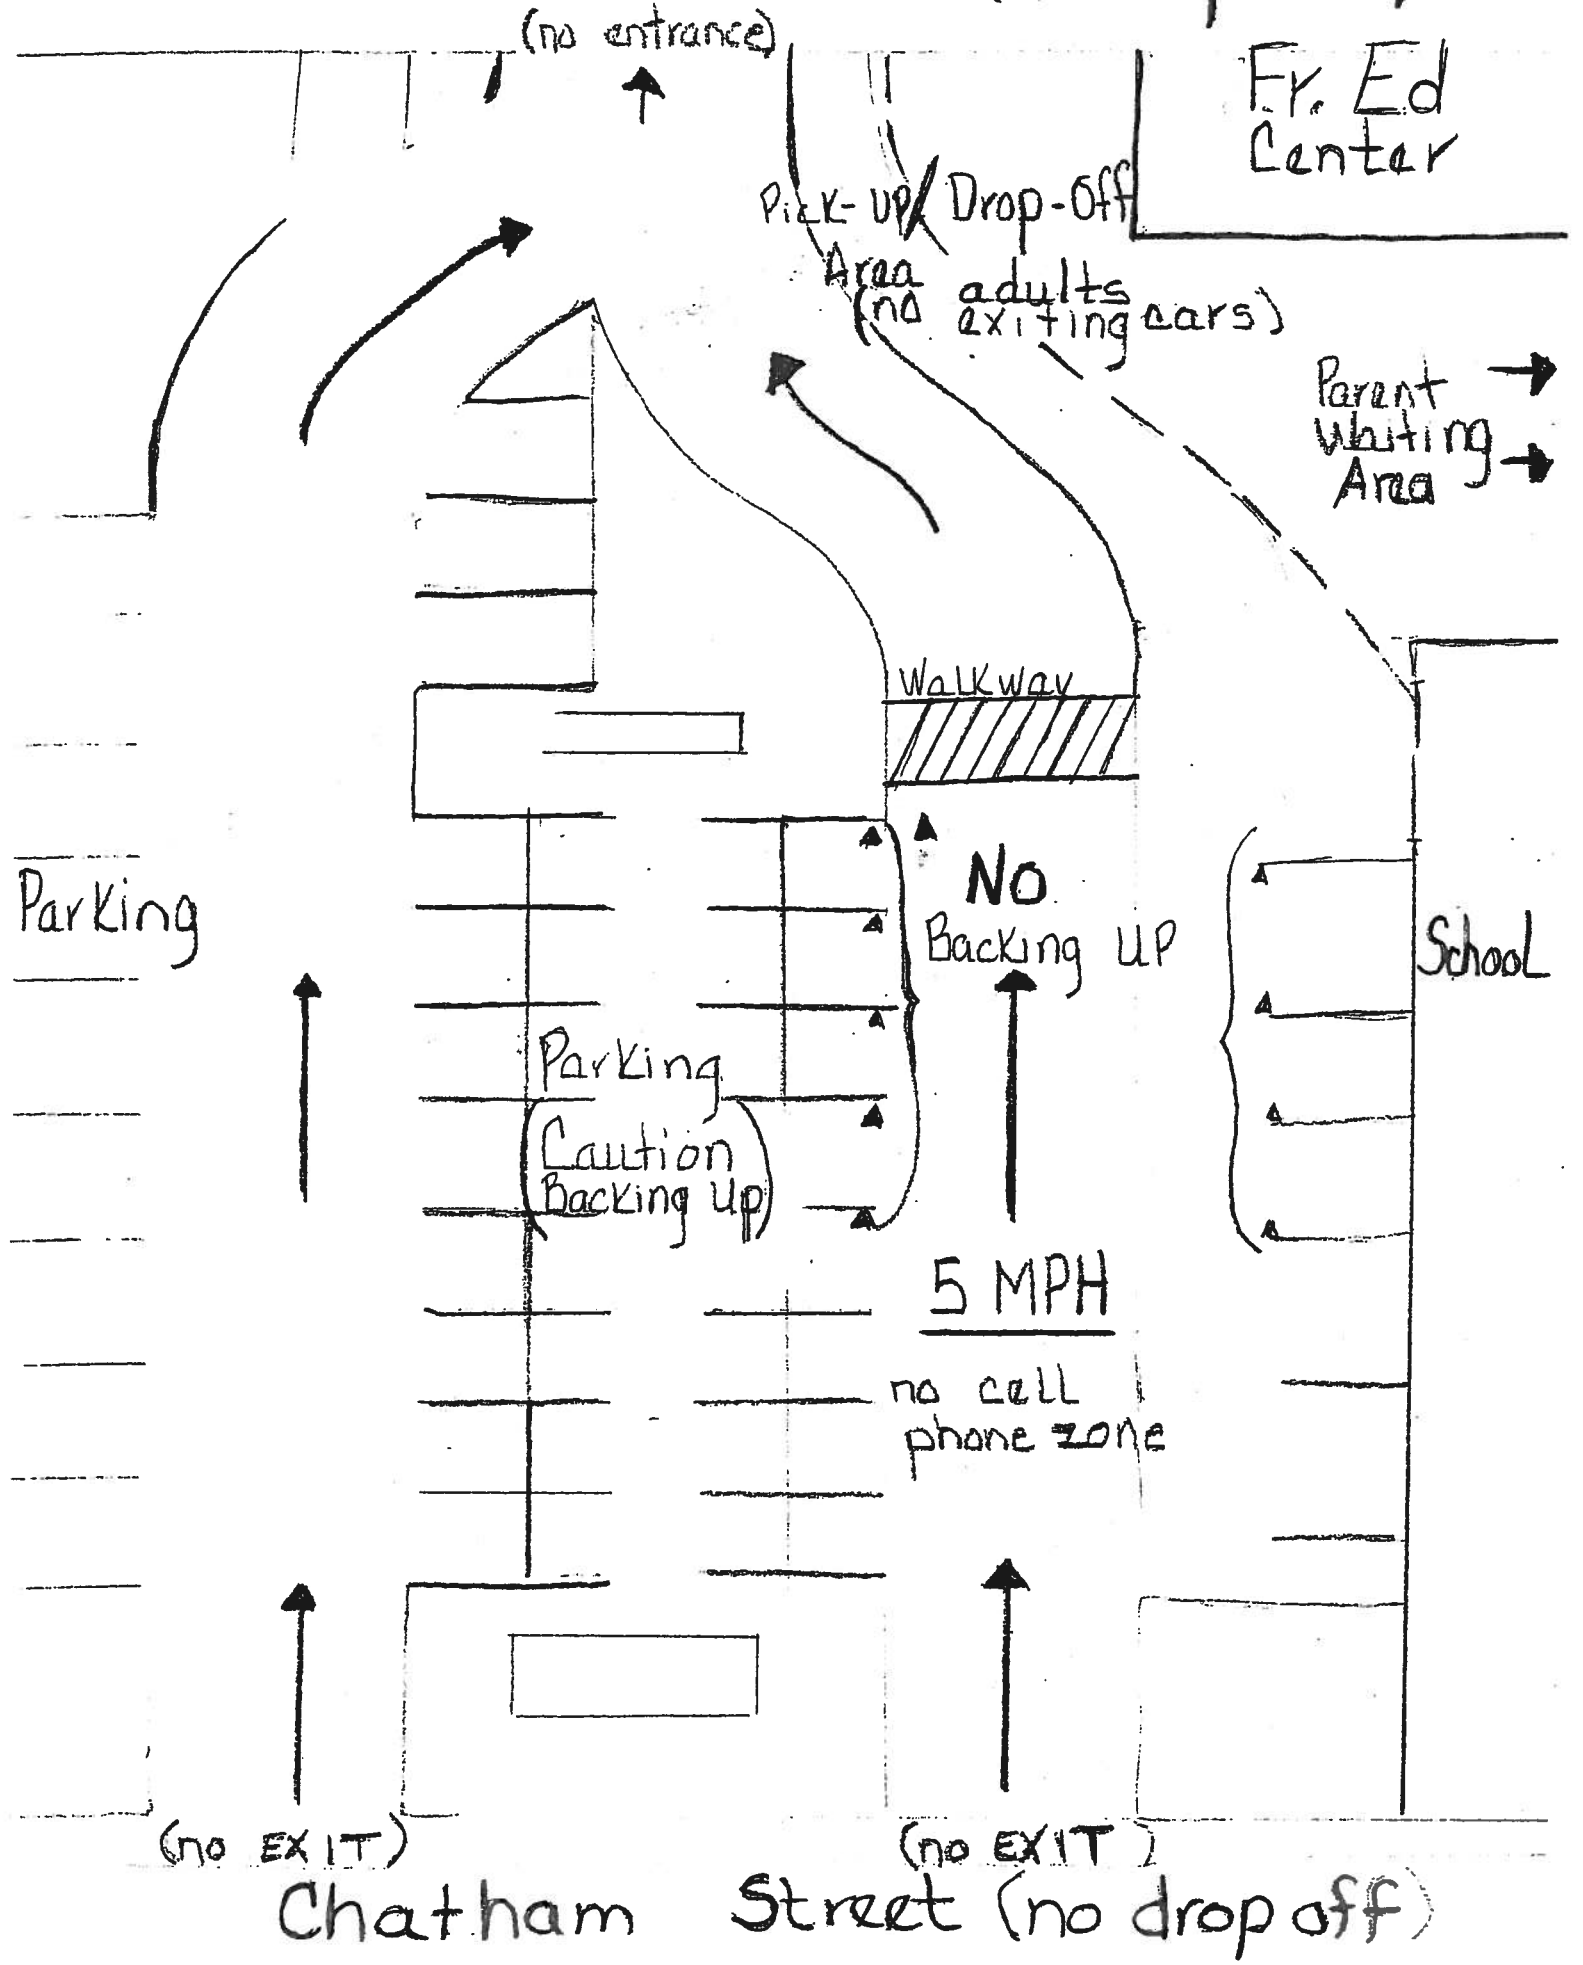 (no entrance)
Fr. Ed
Center
Pick-UP/Drop-Off
Area
(no adults
exiting cars)
Parent
Waiting
Area
Walkway
NO
Backing UP
Parking
School
Parking
(Caution
Backing Up)
5 MPH
no cell
phone zone
(no EXIT)
(no EXIT)
Chatham Street (no drop off)